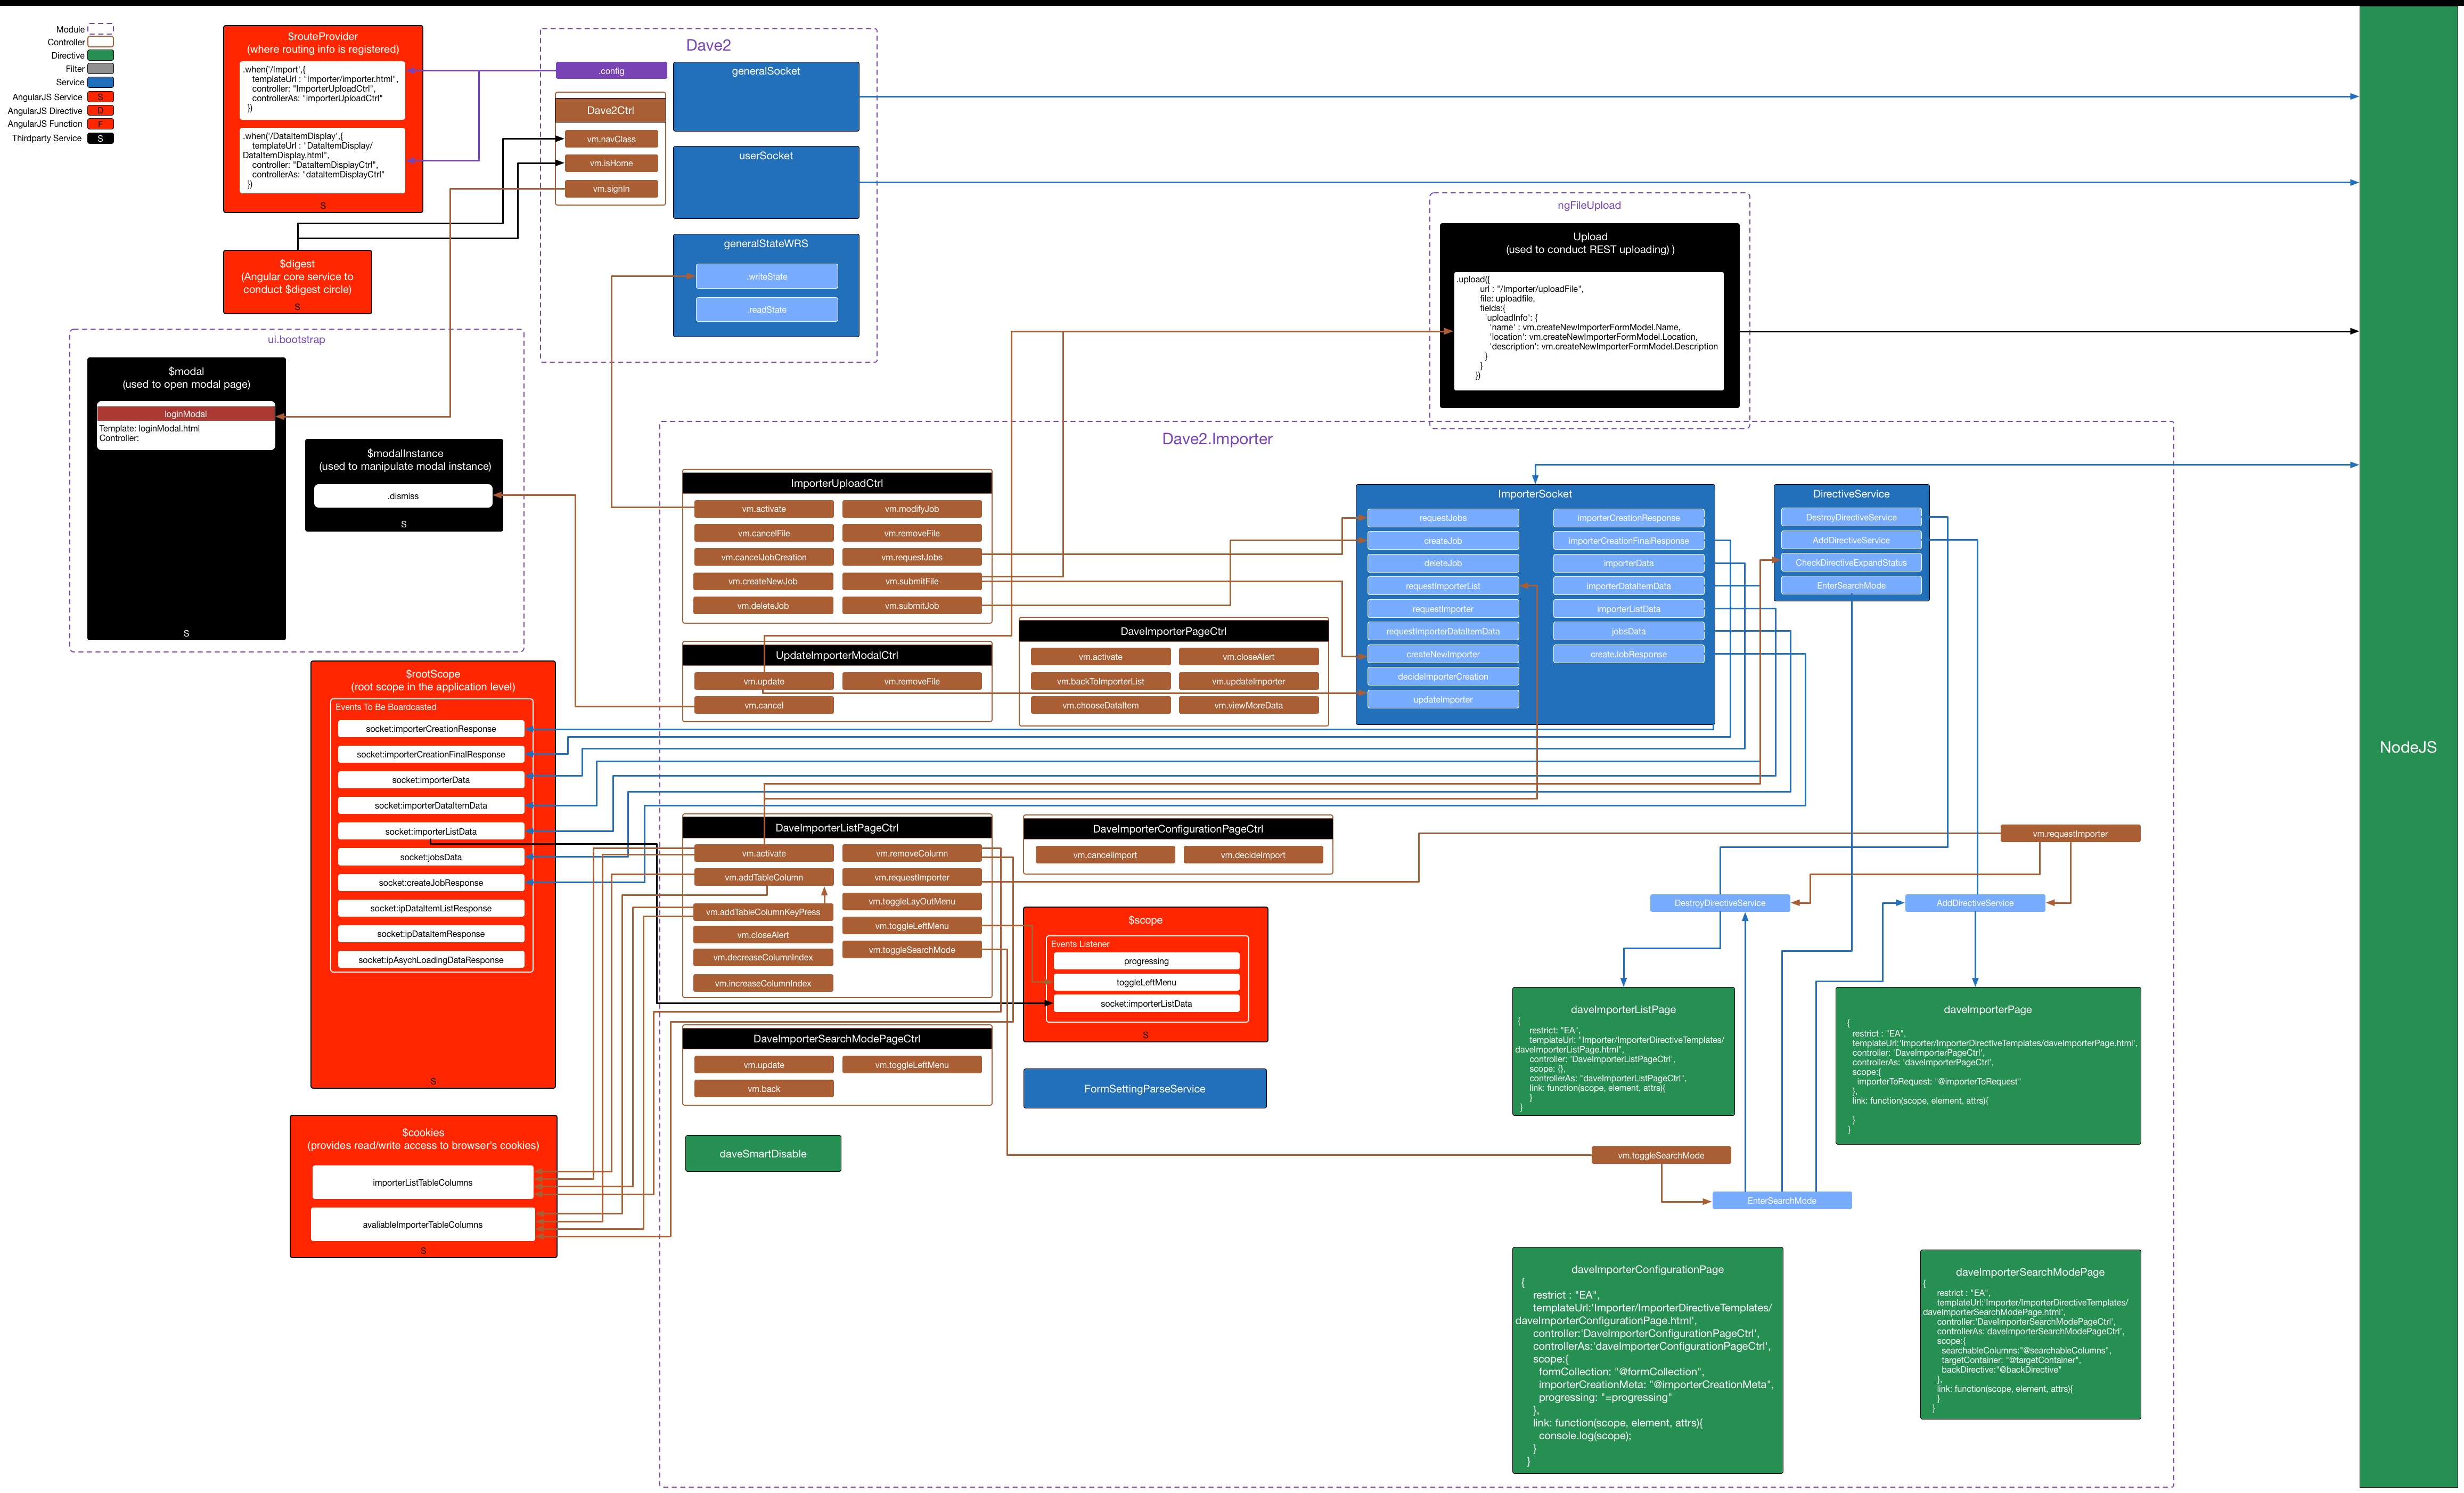 Module
Controller
Directive
Filter
Service
AngularJS Service S
AngularJS Directive D
AngularJS Function F
Thirdparty Service S
$routeProvider
(where routing info is registered)
.when('/Import',{
templateUrl : "Importer/importer.html",
controller: "ImporterUploadCtrl",
controllerAs: "importerUploadCtrl"
})
.when('/DataItemDisplay',{
templateUrl : "DataItemDisplay/
DataItemDisplay.html",
controller: "DataItemDisplayCtrl",
controllerAs: "dataItemDisplayCtrl"
})
S
$digest
(Angular core service to
conduct $digest circle)
S
Dave2
.config
Dave2Ctrl
vm.navClass
vm.isHome
vm.signIn
generalSocket
userSocket
generalStateWRS
.writeState
.readState
ui.bootstrap
$modal
(used to open modal page)
loginModal
Template: loginModal.html
Controller:
S
$modalInstance
(used to manipulate modal instance)
.dismiss
S
ngFileUpload
Upload
(used to conduct REST uploading) )
.upload({
url : "/Importer/uploadFile",
file: uploadfile,
fields:{
'uploadInfo': {
'name' : vm.createNewImporterFormModel.Name,
'location': vm.createNewImporterFormModel.Location,
'description': vm.createNewImporterFormModel.Description
}
}
})
NodeJS
Dave2.Importer
ImporterUploadCtrl
vm.activate
vm.modifyJob
vm.cancelFile
vm.removeFile
vm.cancelJobCreation
vm.requestJobs
vm.createNewJob
vm.submitFile
vm.deleteJob
vm.submitJob
UpdateImporterModalCtrl
vm.update
vm.removeFile
vm.cancel
DaveImporterPageCtrl
vm.activate
vm.closeAlert
vm.backToImporterList
vm.updateImporter
vm.chooseDataItem
vm.viewMoreData
ImporterSocket
requestJobs
importerCreationResponse
createJob
importerCreationFinalResponse
deleteJob
importerData
requestImporterList
importerDataItemData
requestImporter
importerListData
requestImporterDataItemData
jobsData
createNewImporter
createJobResponse
decideImporterCreation
updateImporter
DirectiveService
DestroyDirectiveService
AddDirectiveService
CheckDirectiveExpandStatus
EnterSearchMode
$rootScope
(root scope in the application level)
Events To Be Boardcasted
socket:importerCreationResponse
socket:importerCreationFinalResponse
socket:importerData
socket:importerDataItemData
socket:importerListData
socket:jobsData
socket:createJobResponse
socket:ipDataItemListResponse
socket:ipDataItemResponse
socket:ipAsychLoadingDataResponse
S
DaveImporterListPageCtrl
vm.activate
vm.removeColumn
vm.addTableColumn
vm.requestImporter
vm.toggleLayOutMenu
vm.addTableColumnKeyPress
vm.toggleLeftMenu
vm.closeAlert
vm.toggleSearchMode
vm.decreaseColumnIndex
vm.increaseColumnIndex
DaveImporterConfigurationPageCtrl
vm.cancelImport
vm.decideImport
$scope
Events Listener
progressing
toggleLeftMenu
socket:importerListData
S
DaveImporterSearchModePageCtrl
vm.update
vm.toggleLeftMenu
vm.back
FormSettingParseService
daveSmartDisable
$cookies
(provides read/write access to browser's cookies)
importerListTableColumns
avaliableImporterTableColumns
S
vm.requestImporter
DestroyDirectiveService
AddDirectiveService
daveImporterListPage
{
restrict: "EA",
templateUrl: "Importer/ImporterDirectiveTemplates/
daveImporterListPage.html",
controller: 'DaveImporterListPageCtrl',
scope: {},
controllerAs: "daveImporterListPageCtrl",
link: function(scope, element, attrs){
}
}
daveImporterPage
{
restrict : "EA",
templateUrl:'Importer/ImporterDirectiveTemplates/daveImporterPage.html',
controller: 'DaveImporterPageCtrl',
controllerAs: 'daveImporterPageCtrl',
scope:{
importerToRequest: "@importerToRequest"
},
link: function(scope, element, attrs){
}
}
vm.toggleSearchMode
EnterSearchMode
daveImporterConfigurationPage
{
restrict : "EA",
templateUrl:'Importer/ImporterDirectiveTemplates/
daveImporterConfigurationPage.html',
controller:'DaveImporterConfigurationPageCtrl',
controllerAs:'daveImporterConfigurationPageCtrl',
scope:{
formCollection: "@formCollection",
importerCreationMeta: "@importerCreationMeta",
progressing: "=progressing"
},
link: function(scope, element, attrs){
console.log(scope);
}
}
daveImporterSearchModePage
{
restrict : "EA",
templateUrl:'Importer/ImporterDirectiveTemplates/
daveImporterSearchModePage.html',
controller:'DaveImporterSearchModePageCtrl',
controllerAs:'daveImporterSearchModePageCtrl',
scope:{
searchableColumns:"@searchableColumns",
targetContainer: "@targetContainer",
backDirective:"@backDirective"
},
link: function(scope, element, attrs){
}
}